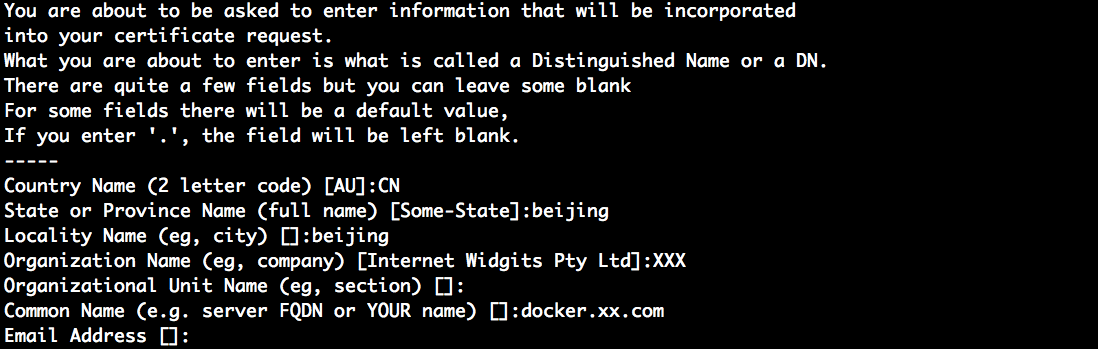 You are about to be asked to enter information that will be incorporated
into your certificate request.
What you are about to enter is what is called a Distinguished Name or a DN.
There are quite a few fields but you can leave some blank
For some fields there will be a default value,
If you enter '.', the field will be left blank.
-----
Country Name (2 letter code) [AU]:CN
State or Province Name (full name) [Some-State]:beijing
Locality Name (eg, city) []:beijing
Organization Name (eg, company) [Internet Widgits Pty Ltd]:XXX
Organizational Unit Name (eg, section) []:
Common Name (e.g. server FQDN or YOUR name) []:docker.xx.com
Email Address []: